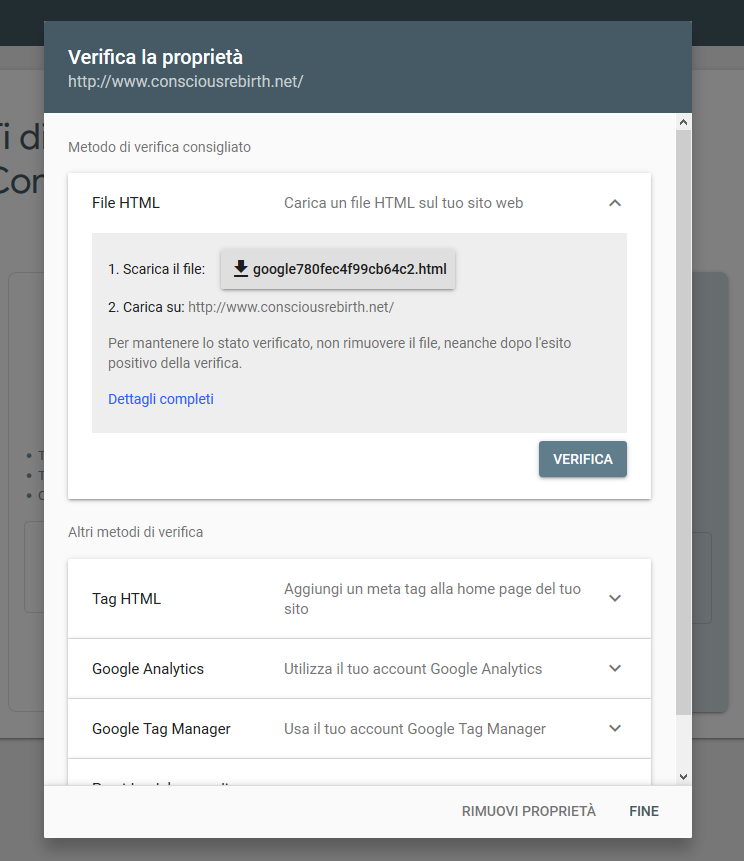 Verifica la proprietà
http://www.consciousrebirth.net/
Metodo di verifica consigliato
File HTML
Carica un file HTML sul tuo sito web
1. Scarica il file:
google780fec4f99cb64c2.html
2. Carica su: http://www.consciousrebirth.net/
Per mantenere lo stato verificato, non rimuovere il file, neanche dopo l'esito
positivo della verifica.
Dettagli completi
VERIFICA
Altri metodi di verifica
Tag HTML
Aggiungi un meta tag alla home page del tuo
sito
Google Analytics
Utilizza il tuo account Google Analytics
Google Tag Manager
Usa il tuo account Google Tag Manager
RIMUOVI PROPRIETÀ
FINE